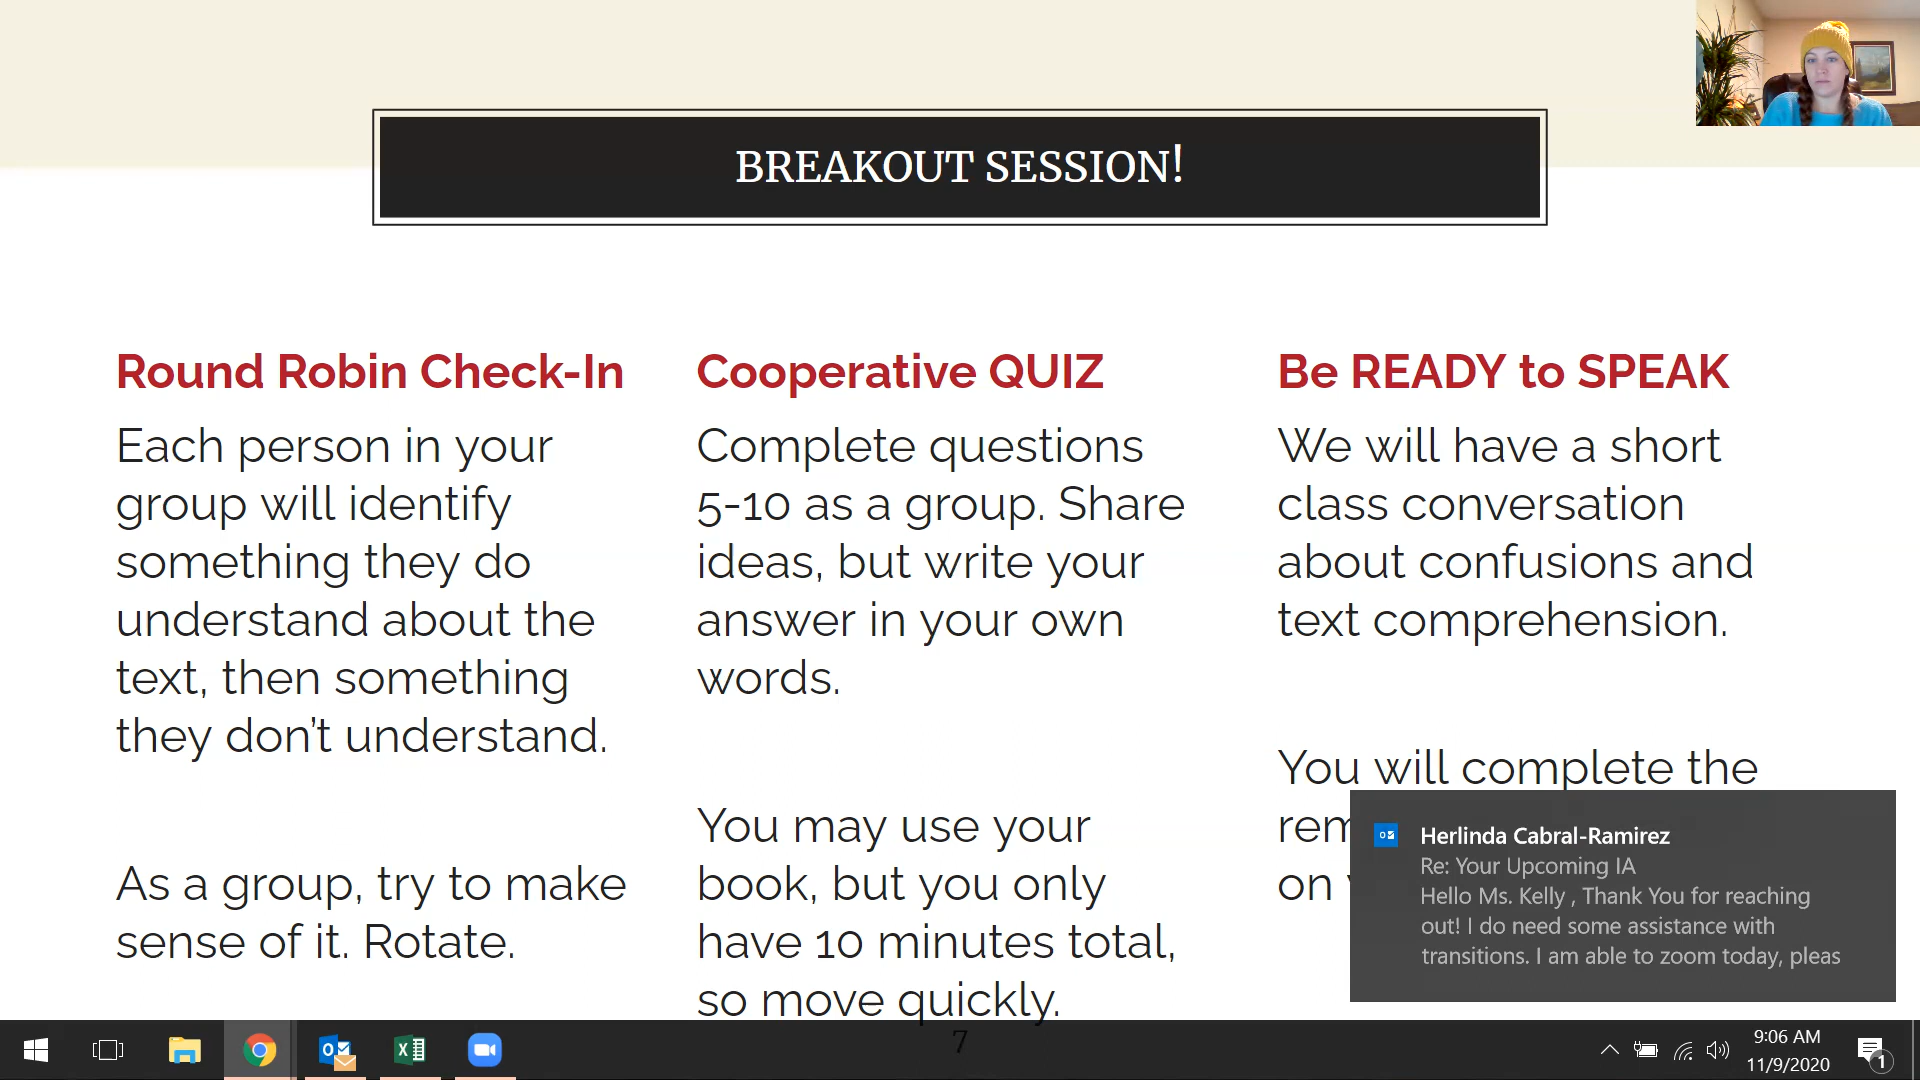 BREAKOUT SESSION!
Round Robin Check-In
Each person in your
group will identify
something they do
understand about the
text, then something
they don't understand.
As a group, try to make
sense of it. Rotate.
Cooperative QUIZ
Complete questions
5-10 as a group. Share
ideas, but write your
answer in your own
words.
You may use your
book, but you only
have 10 minutes total,
so move quickly.
Be READY to SPEAK
We will have a short
class conversation
about confusions and
text comprehension.
You will complete the
on
Herlinda Cabral-Ramirez
Re: Your Upcoming IA
Hello Ms. Kelly , Thank You for reaching
out! I do need some assistance with
transitions. I am able to zoom today, pleas
7
9:06 AM
11/9/2020
1